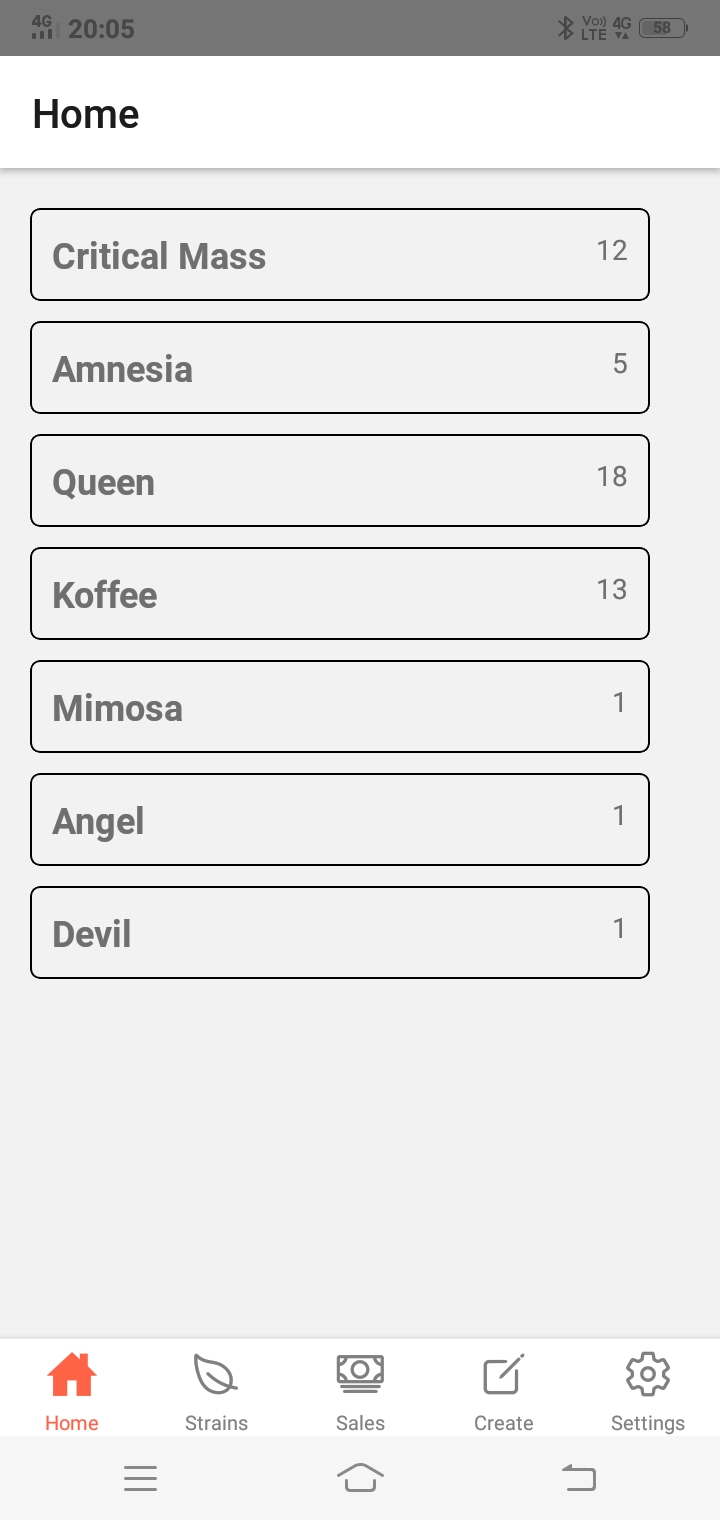 4G 20:05 Vo)) LTE 4G 58
Home
Critical Mass 12
Amnesia 5
Queen 18
Koffee 13
Mimosa 1
Angel 1
Devil 1
Home Strains Sales Create Settings